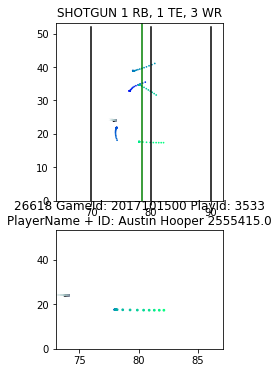 SHOTGUN 1 RB, 1 TE, 3 WR
50
40
30
20
10
0
70 80 90
26618 GameId: 2017101500 PlayId: 3533
PlayerName + ID: Austin Hooper 2555415.0
40
20
0
75 80 85